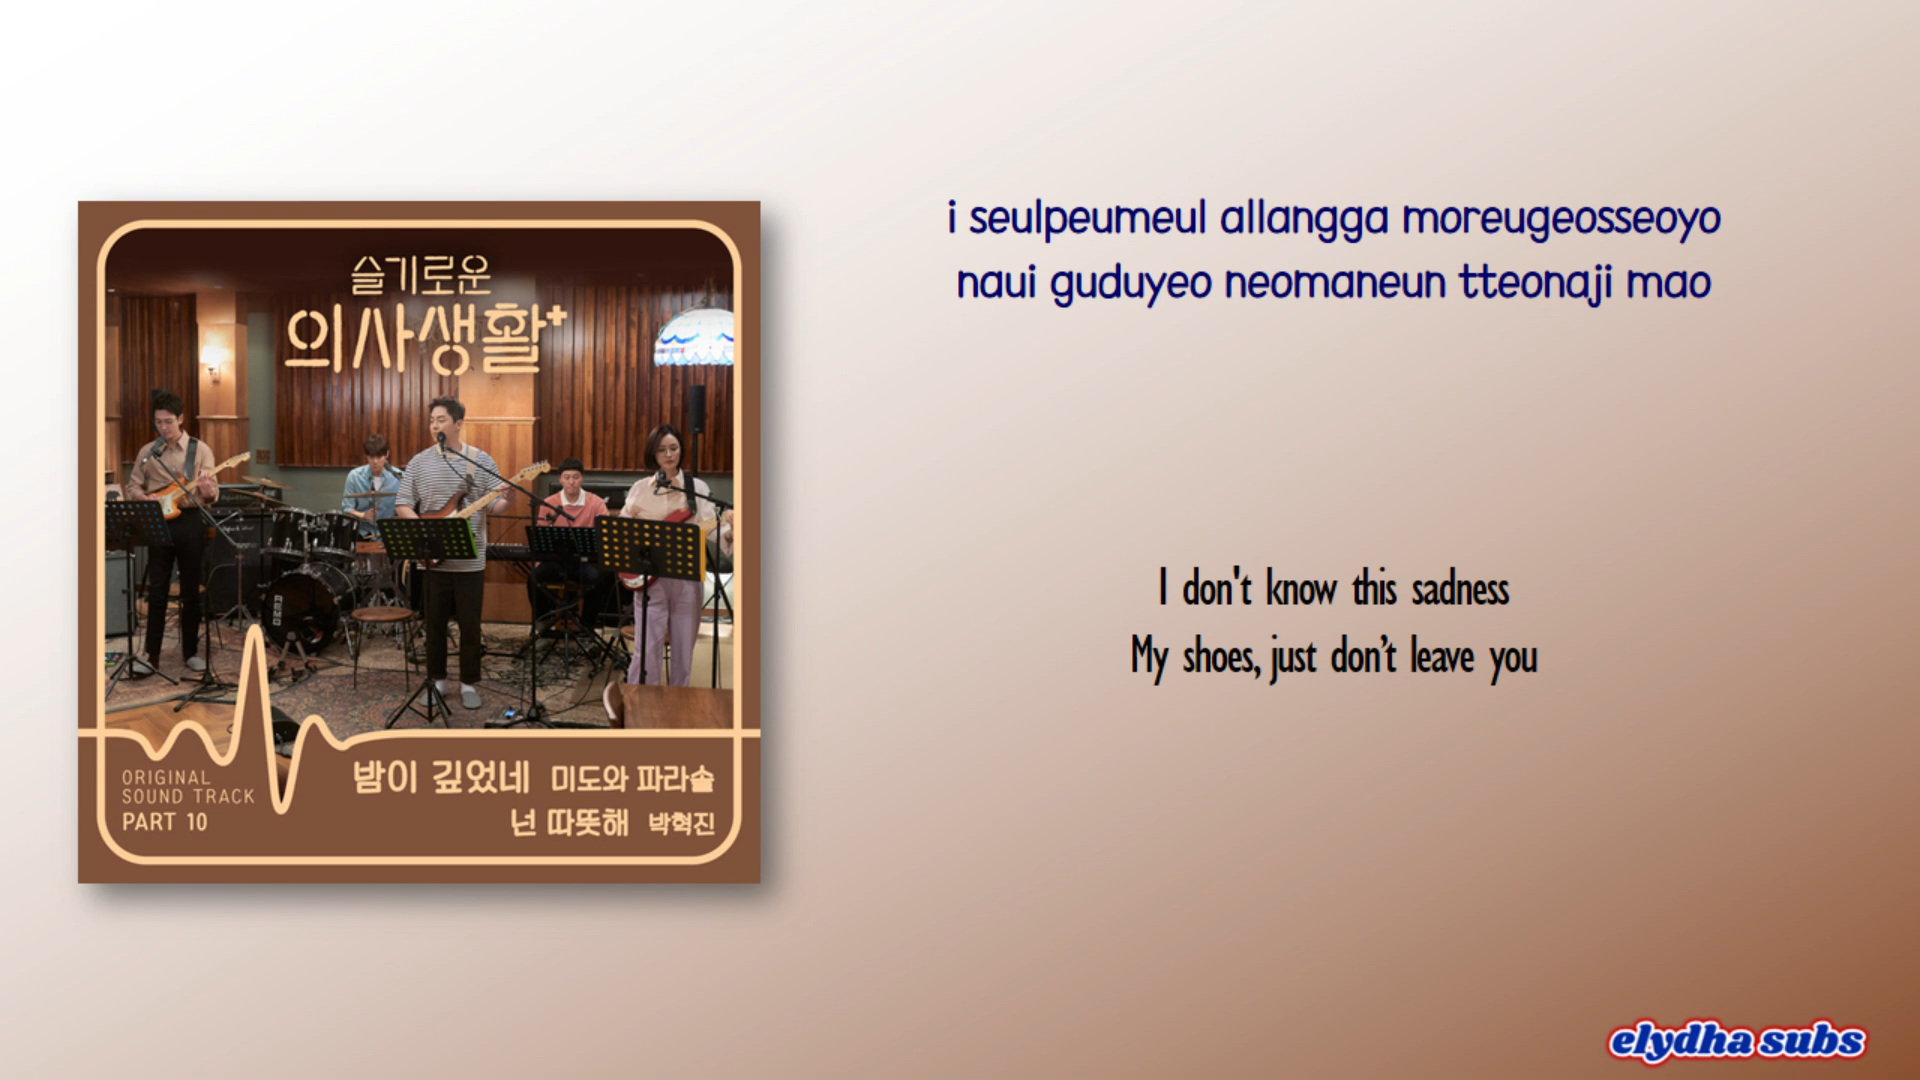 슬기로운
의사생활+
ORIGINAL
SOUND TRACK
PART 10
밤이 깊었네 미도와 파라솔
넌 따뜻해 박혁진
i seulpeumeul allangga moreugeosseoyo
naui guduyeo neomaneun tteonaji mao
I don't know this sadness
My shoes, just don't leave you
REMO
elydha subs